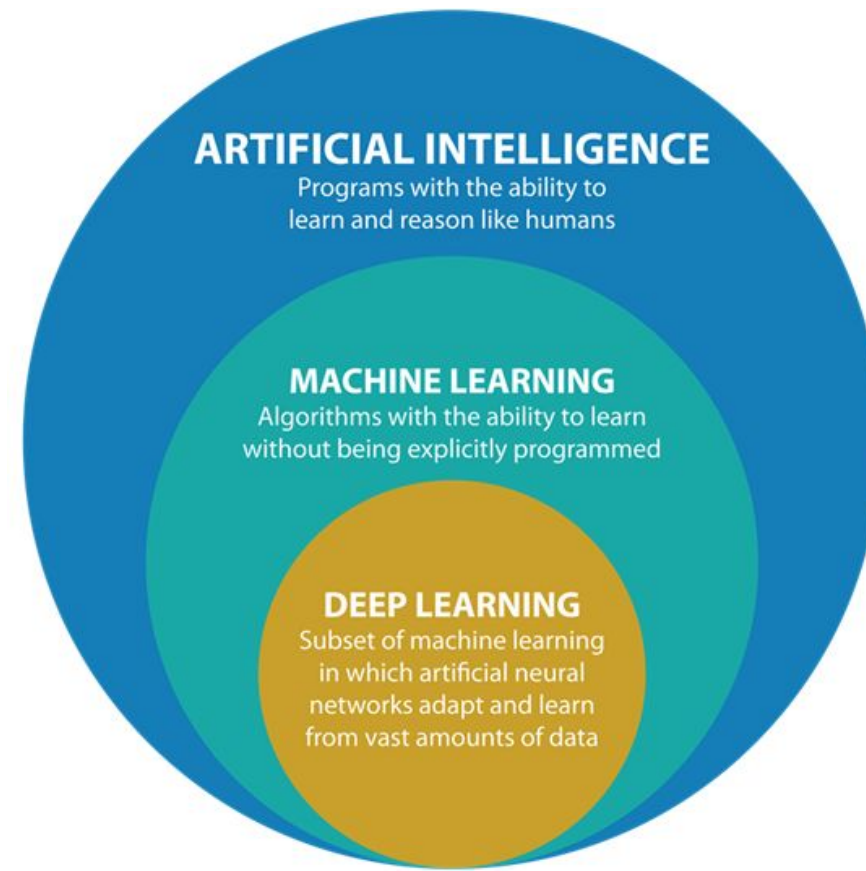 ARTIFICIAL INTELLIGENCE
Programs with the ability to
learn and reason like humans
MACHINE LEARNING
Algorithms with the ability to learn
without being explicitly programmed
DEEP LEARNING
Subset of machine learning
in which artificial neural
networks adapt and learn
from vast amounts of data